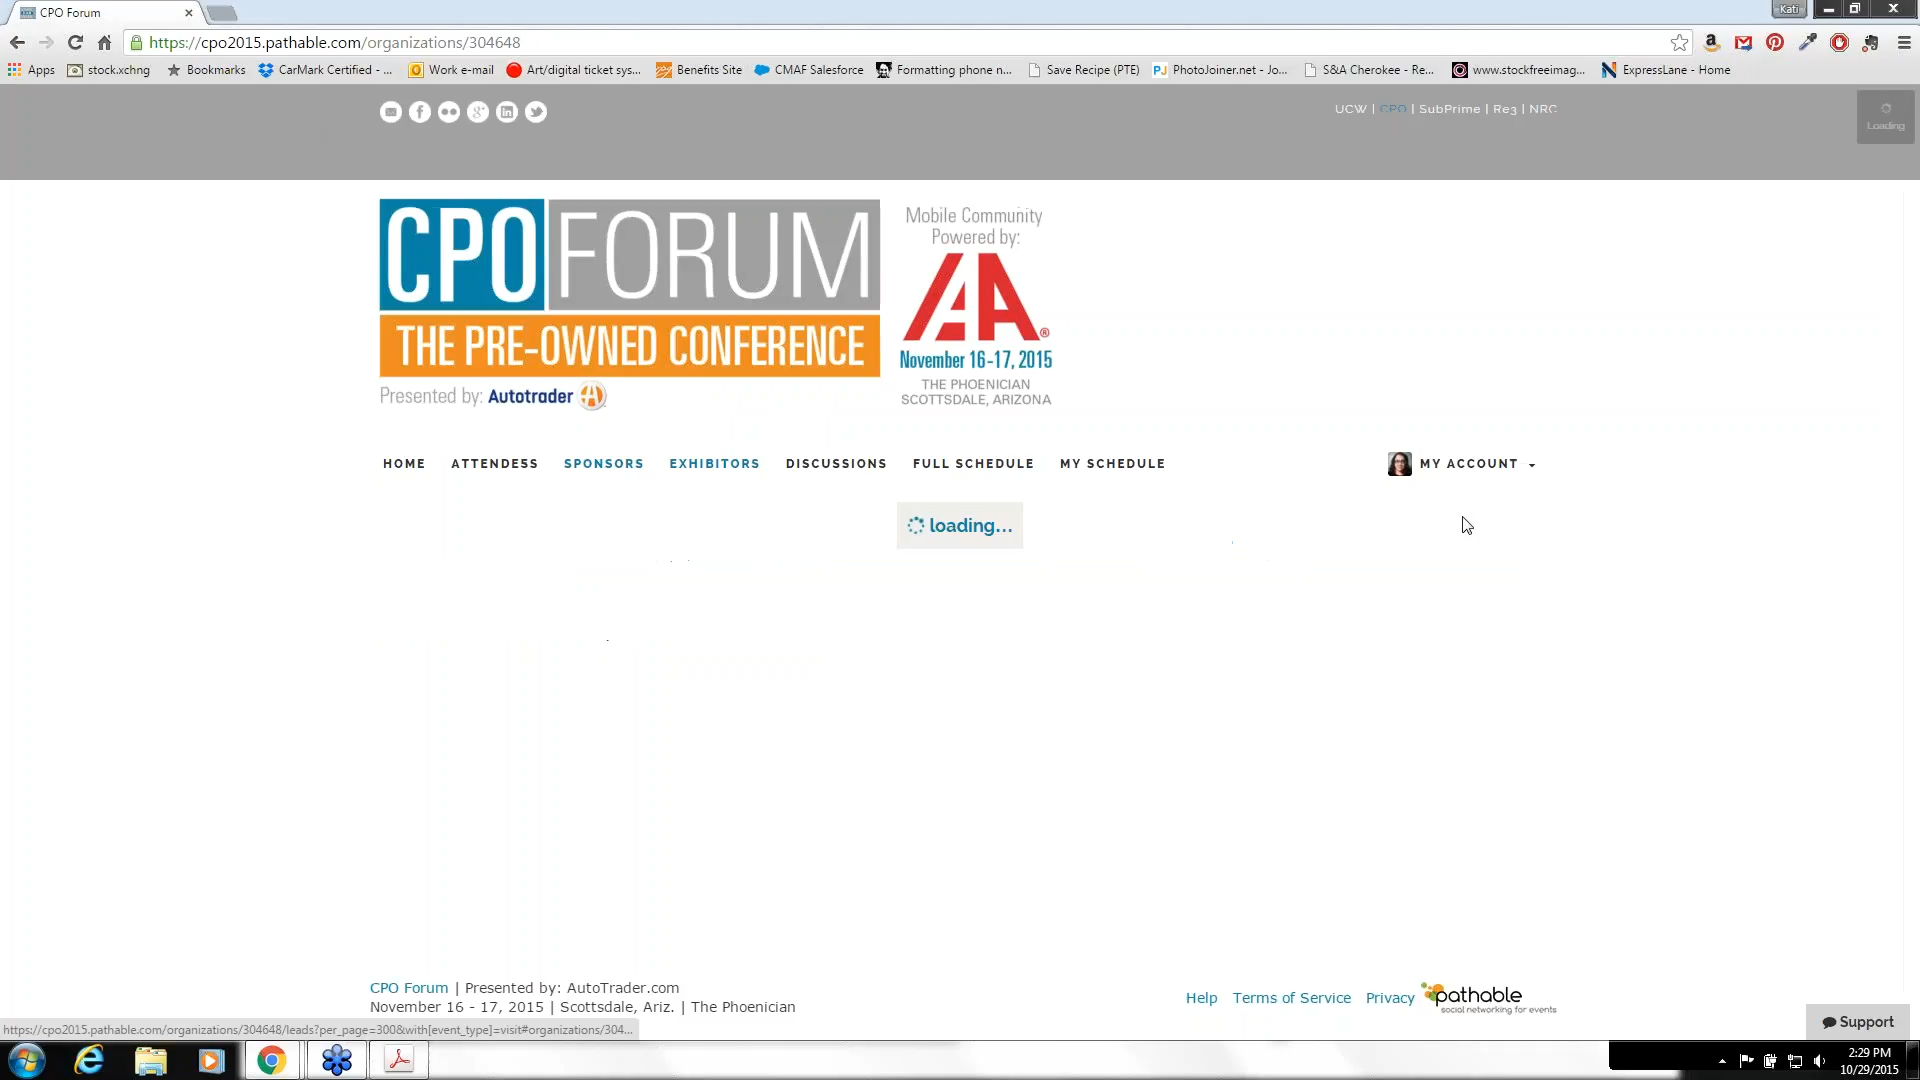 CPO Forum
Kati
https://cpo2015.pathable.com/organizations/304648
Apps
stock.xchng
Bookmarks
CarMark Certified - ...
Work e-mail
Art/digital ticket sys...
Benefits Site
CMAF Salesforce
Formatting phone n...
Save Recipe (PTE)
PJ PhotoJoiner.net - Jo...
S&A Cherokee - Re...
www.stockfreeimag...
ExpressLane - Home
UCW | CPO | SubPrime | Re3 | NRC
Loading
CPO FORUM
THE PRE-OWNED CONFERENCE
Presented by: Autotrader
Mobile Community
Powered by:
AA®
November 16-17, 2015
THE PHOENICIAN
SCOTTSDALE, ARIZONA
HOME
ATTENDESS
SPONSORS
EXHIBITORS
DISCUSSIONS
FULL SCHEDULE
MY SCHEDULE
MY ACCOUNT
loading...
CPO Forum | Presented by: AutoTrader.com
November 16 - 17, 2015 | Scottsdale, Ariz. | The Phoenician
Help
Terms of Service
Privacy
pathable
social networking for events
Support
https://cpo2015.pathable.com/organizations/304648/leads?per_page=300&with[event_type]=visit#organizations/304...
2:29 PM
10/29/2015